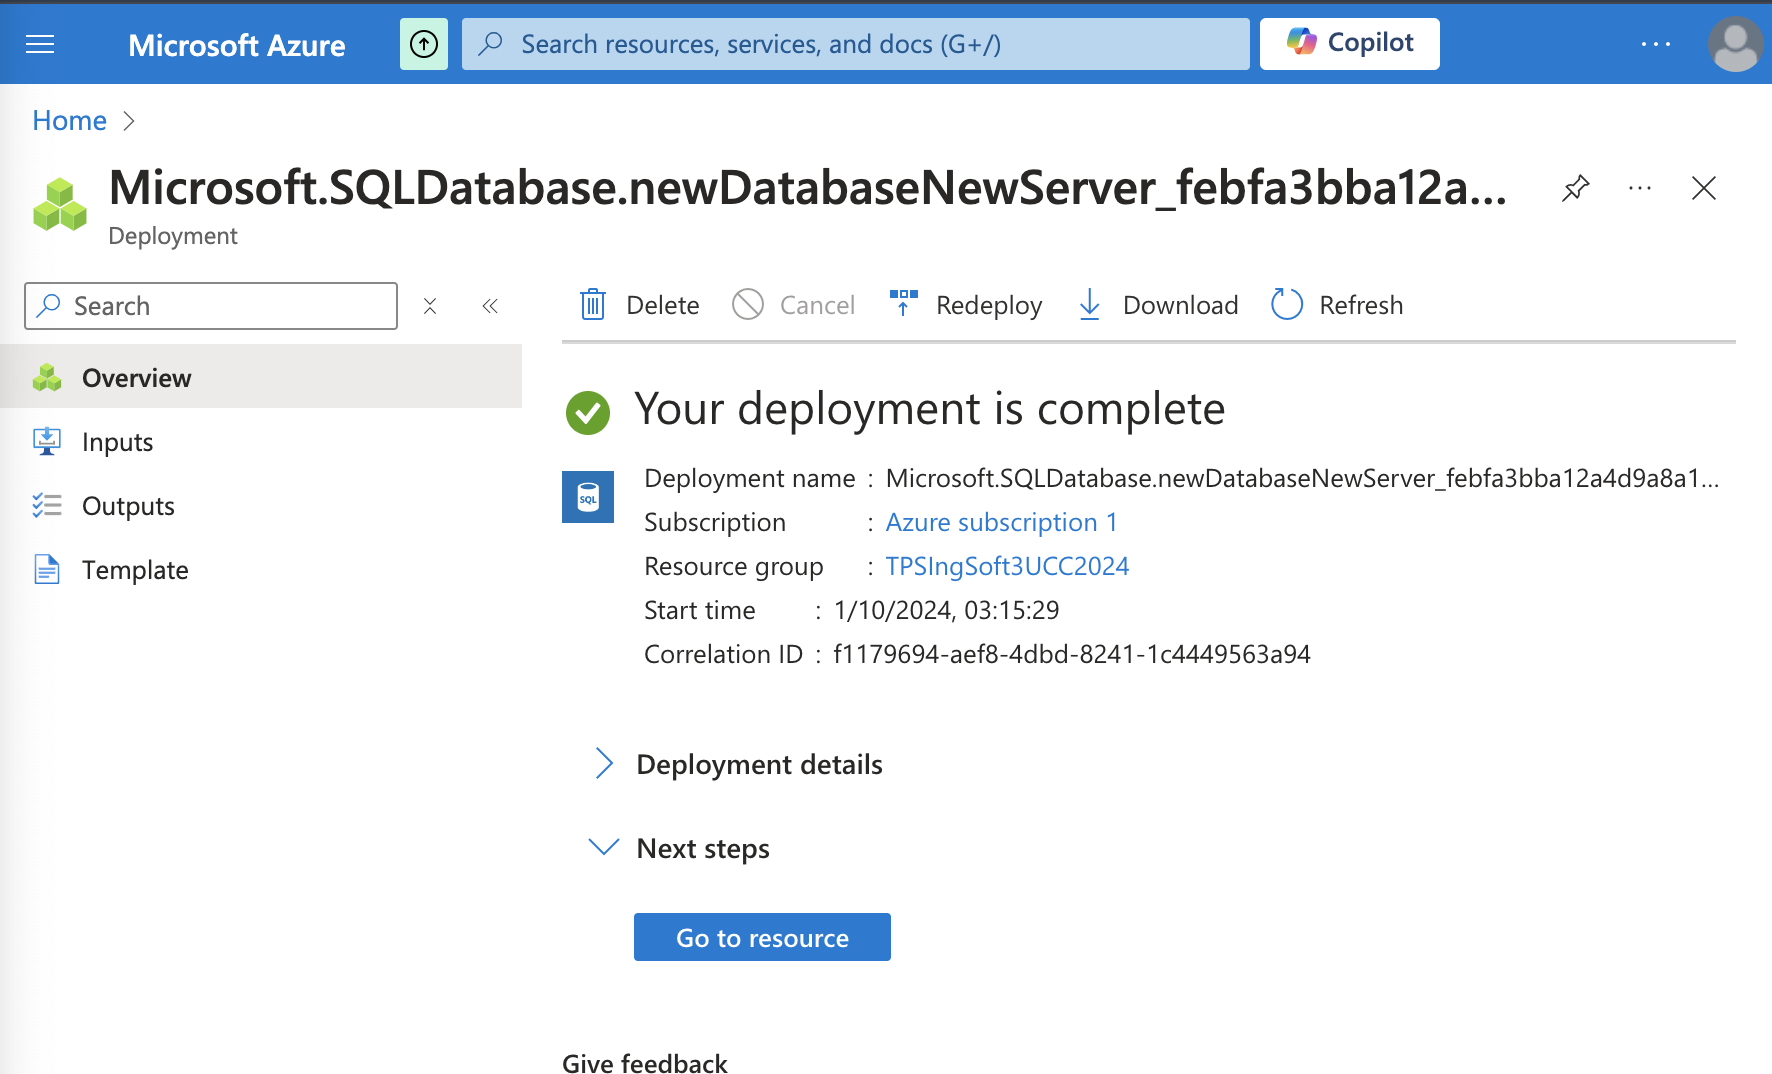 Microsoft Azure
Search resources, services, and docs (G+/)
Copilot
Home
Microsoft.SQLDatabase.newDatabaseNewServer_febfa3bba12a...
Deployment
Search
Delete
Cancel
Redeploy
Download
Refresh
Overview
Inputs
Outputs
Template
Your deployment is complete
SQL
Deployment name : Microsoft.SQLDatabase.newDatabaseNewServer_febfa3bba12a4d9a8a1...
Subscription : Azure subscription 1
Resource group : TPSIngSoft3UCC2024
Start time : 1/10/2024, 03:15:29
Correlation ID : f1179694-aef8-4dbd-8241-1c4449563a94
Deployment details
Next steps
Go to resource
Give feedback